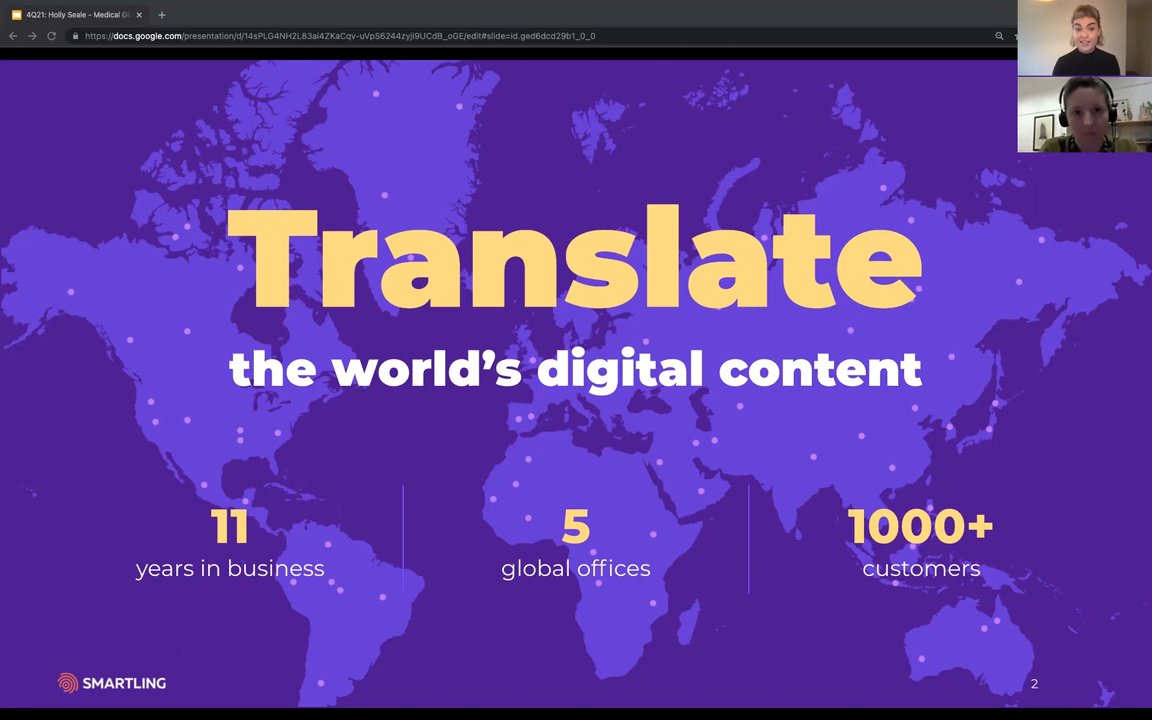 4Q21: Holly Seale - Medical Gl
https://docs.google.com/presentation/d/14sPLG4NH2L83ai4ZKaCqv-uVpS6244zyji9UCdB_oGE/edit#slide=id.ged6dcd29b1_0_0
Translate
the world's digital content
11
years in business
5
global offices
1000+
customers
SMARTLING
2